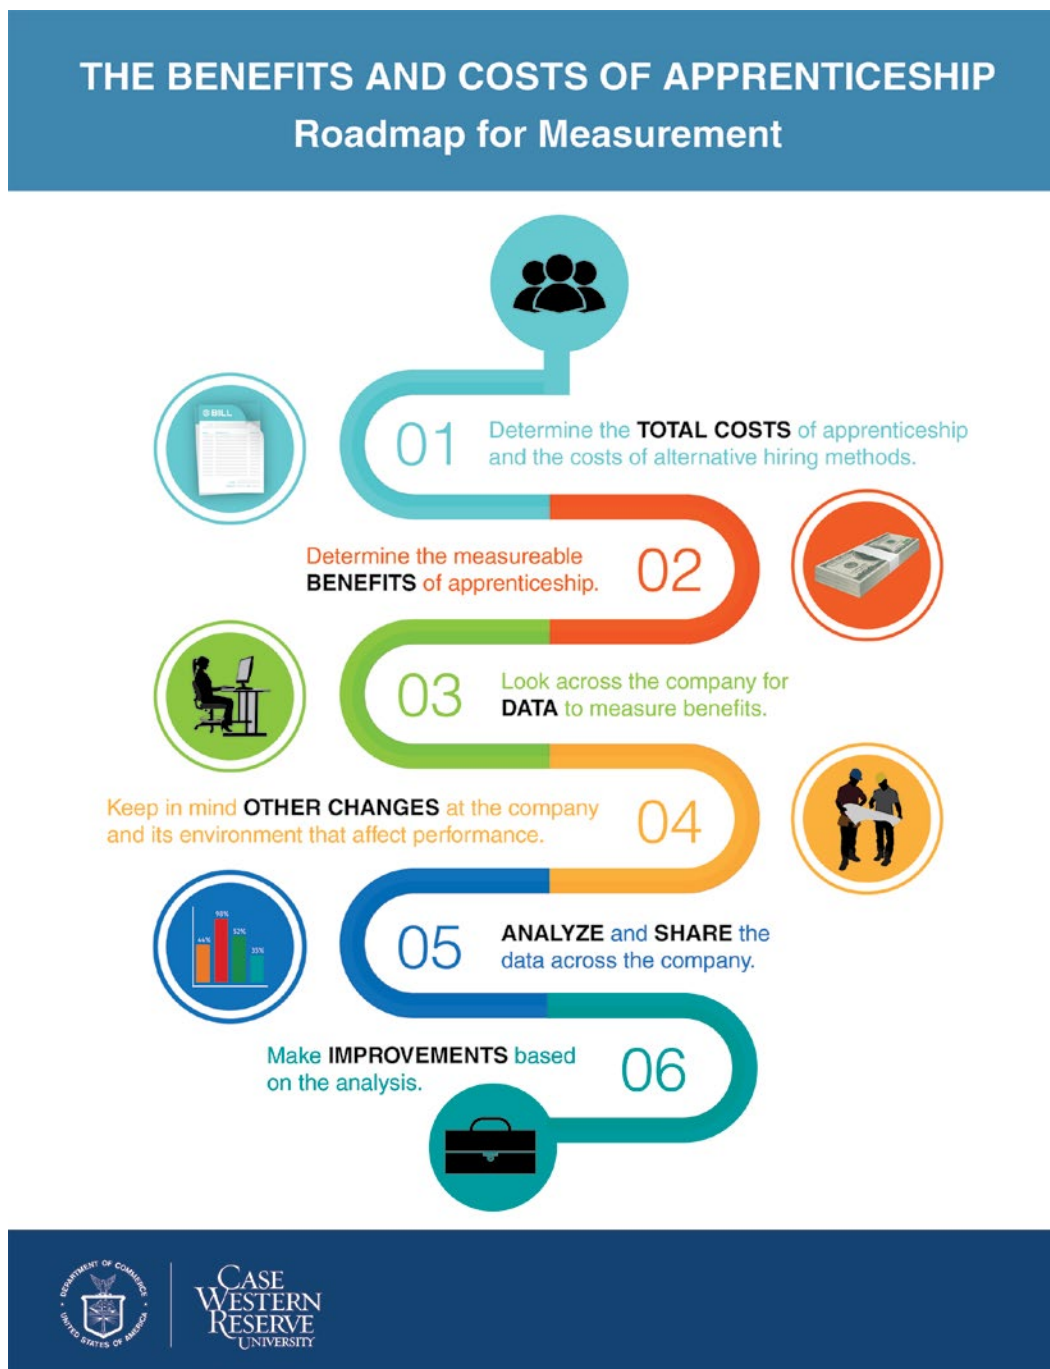 THE BENEFITS AND COSTS OF APPRENTICESHIP
Roadmap for Measurement
BILL
01
Determine the TOTAL COSTS of apprenticeship
and the costs of alternative hiring methods.
Determine the measureable
BENEFITS of apprenticeship.
02
03
Look across the company for
DATA to measure benefits.
Keep in mind OTHER CHANGES at the company
and its environment that affect performance.
04
44%
98%
52%
35%
05
ANALYZE and SHARE the
data across the company.
Make IMPROVEMENTS based
on the analysis.
06
DEPARTMENT OF COMMERCE
UNITED STATES OF AMERICA
CASE
WESTERN
RESERVE
UNIVERSITY